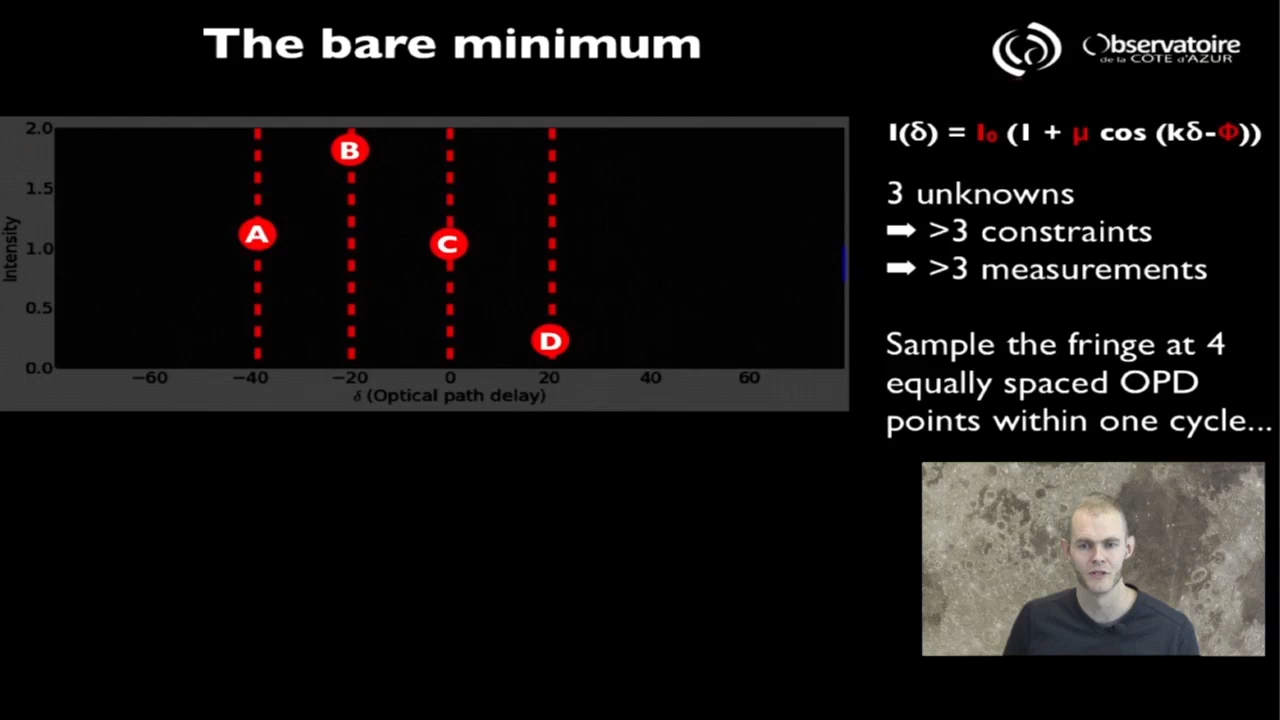 The bare minimum
Observatoire
de la CÔTE d'AZUR
2.0
1.5
1.0
0.5
0.0
Intensity
A
B
C
D
−60
−40
−20
0
20
40
60
δ (Optical path delay)
I(δ) = I₀ (1 + μ cos (kδ-Φ))
3 unknowns
➡ >3 constraints
➡ >3 measurements
Sample the fringe at 4
equally spaced OPD
points within one cycle...